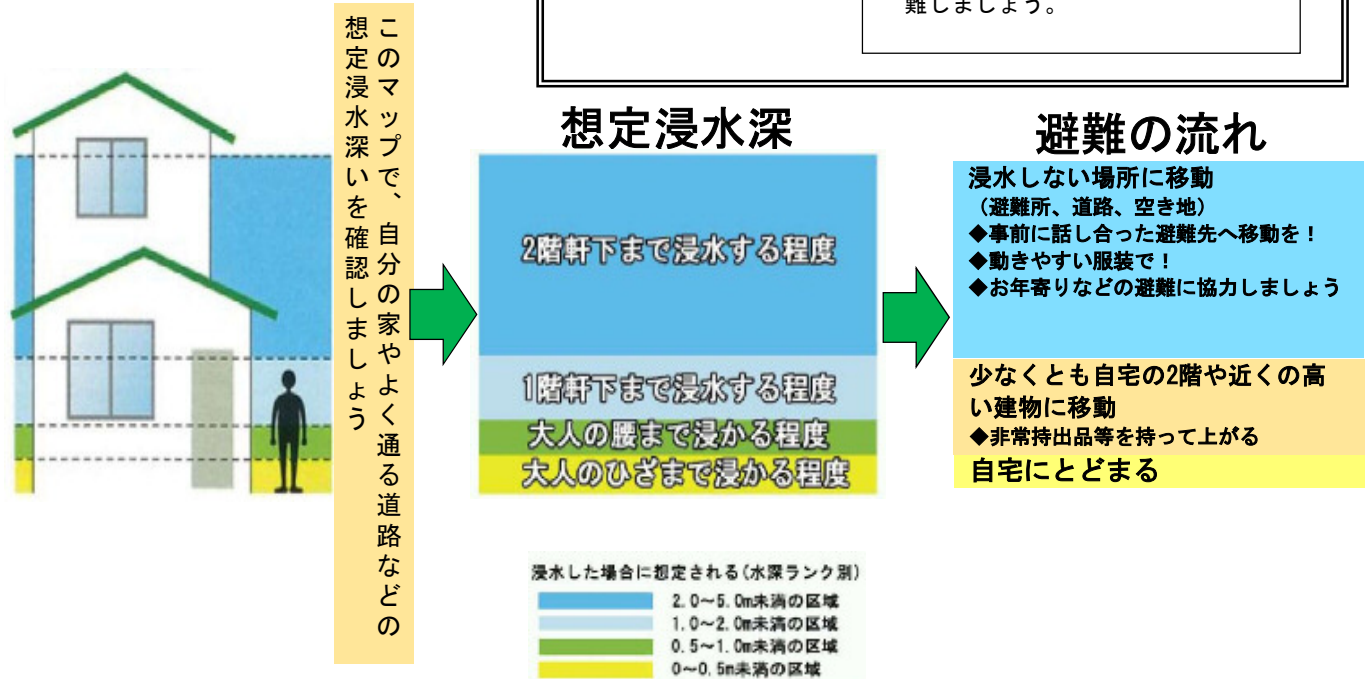 難しましょう。
このマップで、自分の家やよく通る道路などの
想定浸水深いを確認しましょう
想定浸水深
2階軒下まで浸水する程度
1階軒下まで浸水する程度
大人の腰まで浸かる程度
大人のひざまで浸かる程度
避難の流れ
浸水しない場所に移動
（避難所、道路、空き地）
◆事前に話し合った避難先へ移動を！
◆動きやすい服装で！
◆お年寄りなどの避難に協力しましょう
少なくとも自宅の2階や近くの高
い建物に移動
◆非常持出品等を持って上がる
自宅にとどまる
浸水した場合に想定される(水深ランク別)
2.0～5.0m未満の区域
1.0～2.0m未満の区域
0.5～1.0m未満の区域
0～0.5m未満の区域